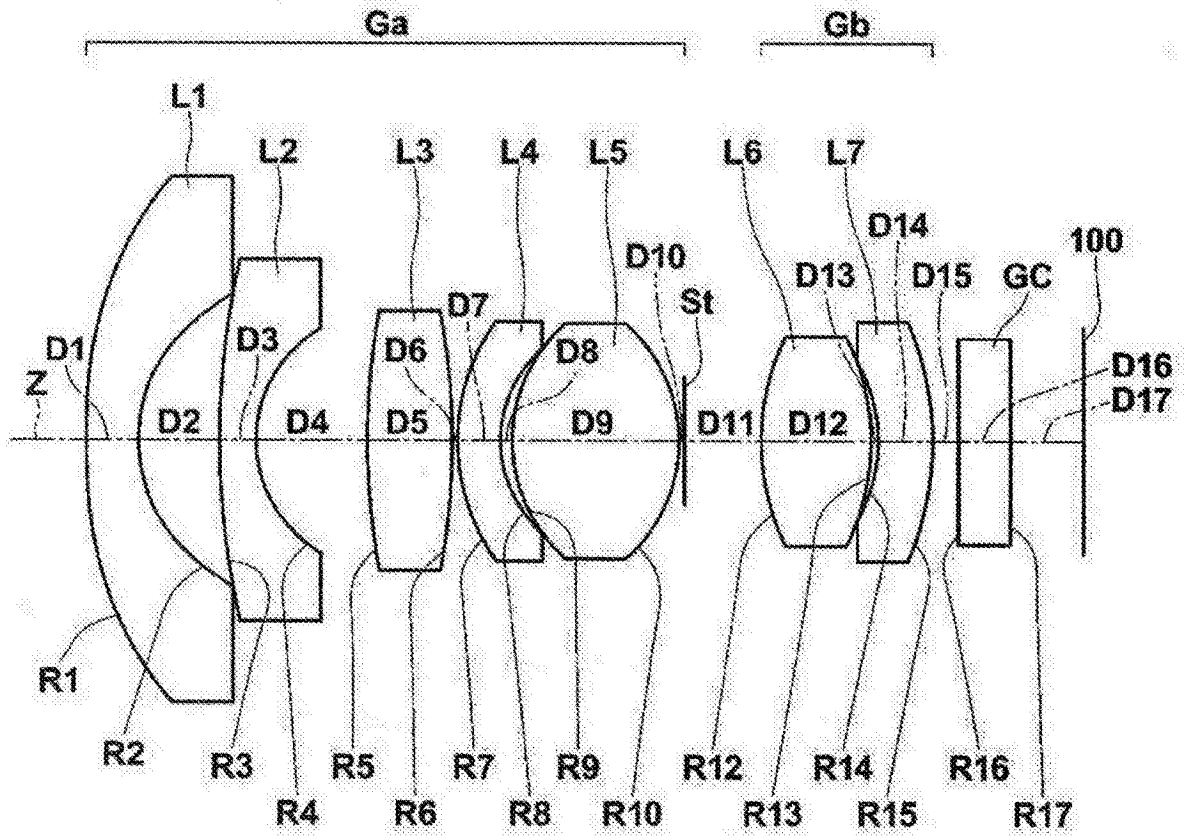 Ga Gb
L1
L2 L3 L4 L5 L6 L7
D14
100
D10 D13 D15 GC
D7 St
Z D1 D3 D6 D8 D16
D17
D2 D4 D5 D9 D11 D12
R1
R2 R3 R5 R7 R9 R12 R14 R16
R4 R6 R8 R10 R13 R15 R17